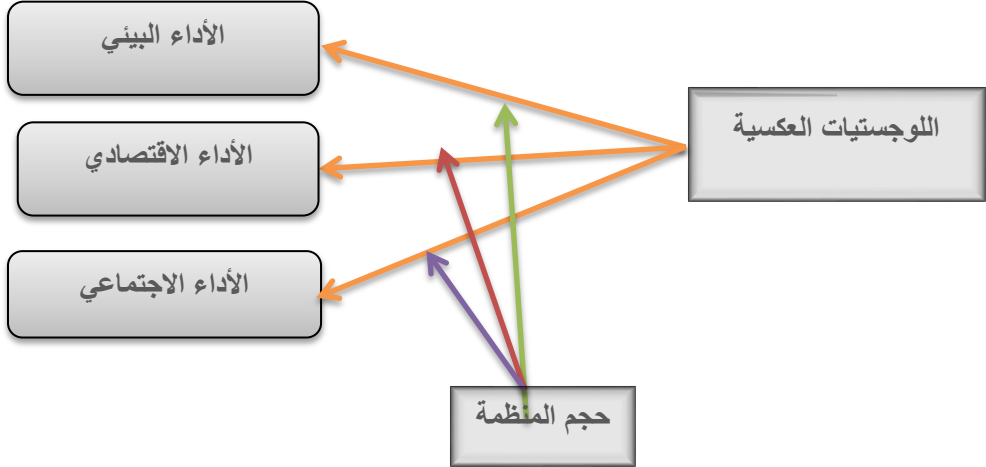 الأداء البيئي
اللوجستيات العكسية
الأداء الاقتصادي
الأداء الاجتماعي
حجم المنظمة